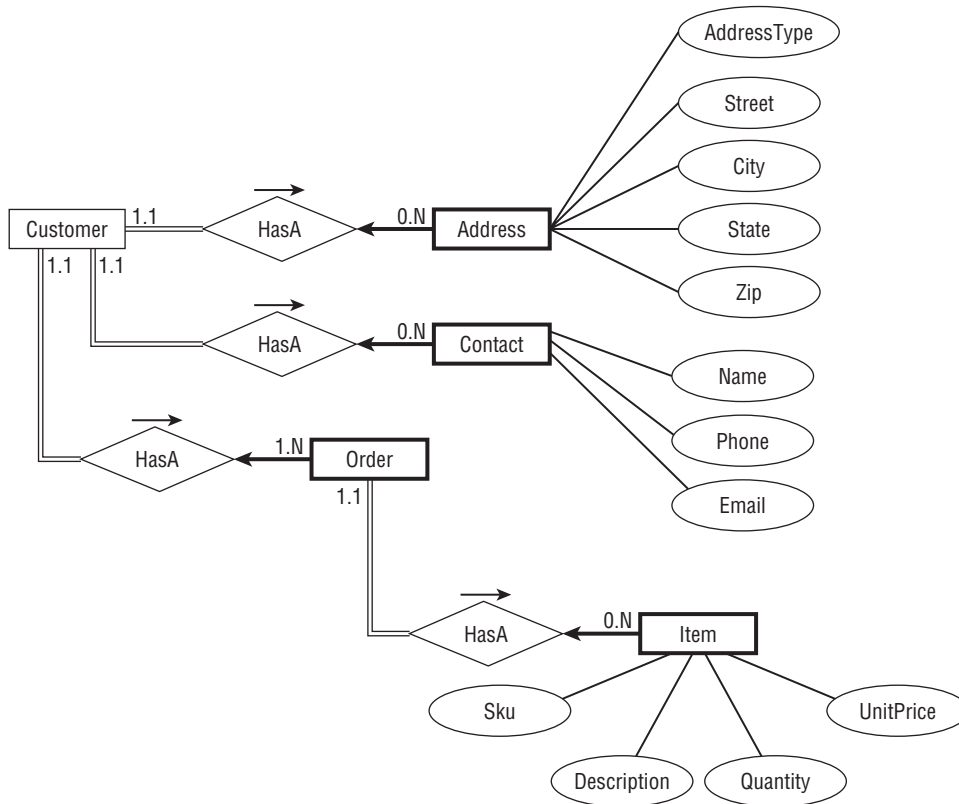 AddressType
Street
City
State
Zip
Customer
1.1
HasA
0.N
Address
1.1
1.1
HasA
0.N
Contact
Name
Phone
Email
HasA
1.N
Order
1.1
HasA
0.N
Item
Sku
Description
Quantity
UnitPrice